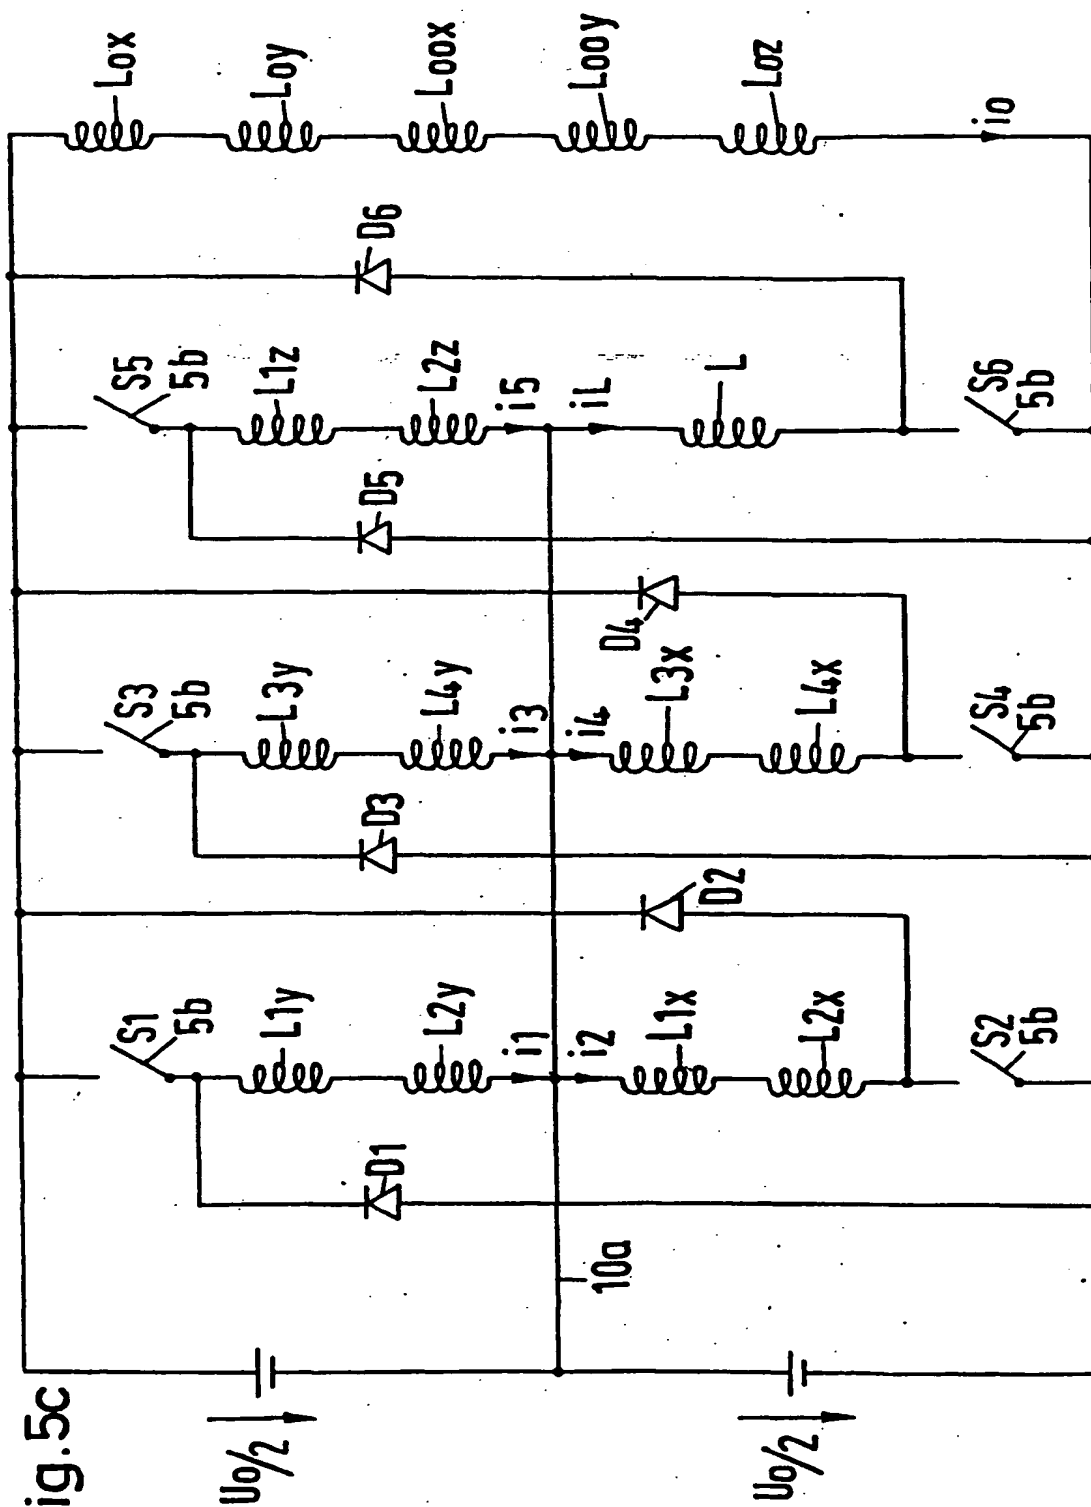 ig.5c
Uo/2
Uo/2
10a
D1
S1
5b
L1y
L2y
i1
i2
L1x
L2x
S2
5b
D2
D3
S3
5b
L3y
L4y
i3
i4
L3x
L4x
S4
5b
D4
D5
S5
5b
L1z
L2z
i5
iL
L
S6
5b
D6
Lox
Loy
Loox
Looy
Loz
io